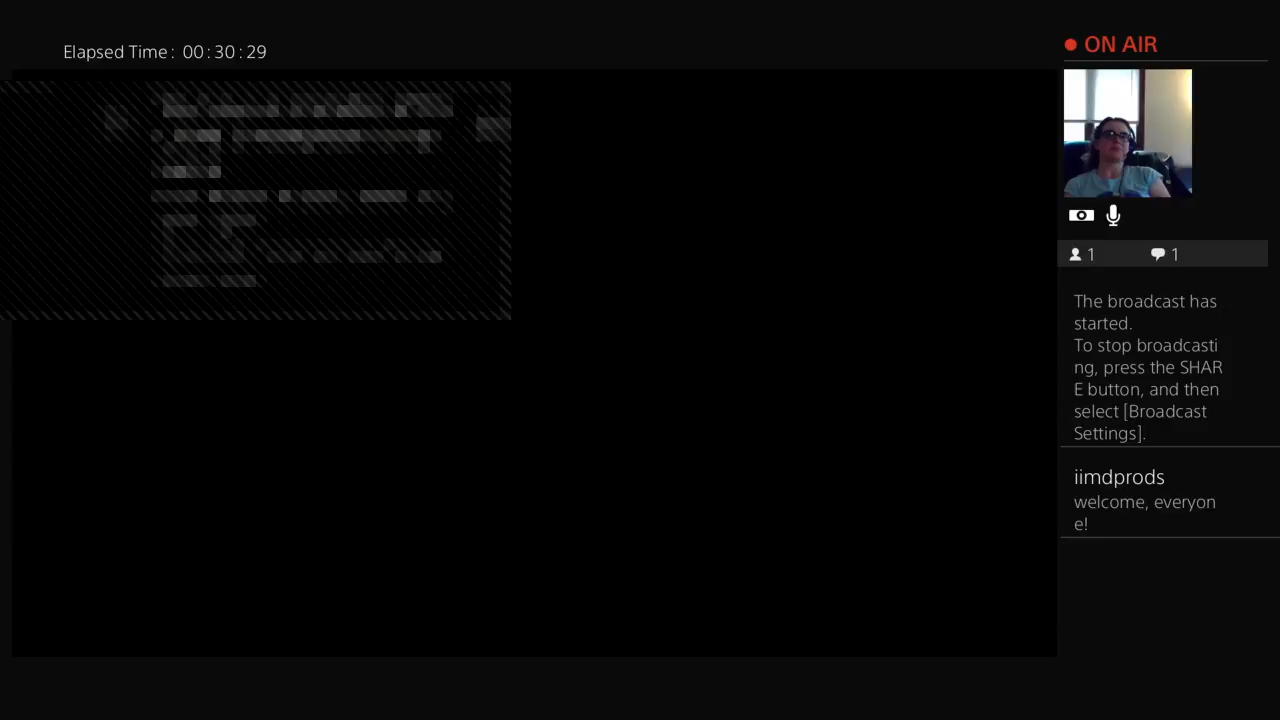 Elapsed Time: 00:30:29
ON AIR
1 1
The broadcast has
started.
To stop broadcasti
ng, press the SHAR
E button, and then
select [Broadcast
Settings].
iimdprods
welcome, everyon
e!